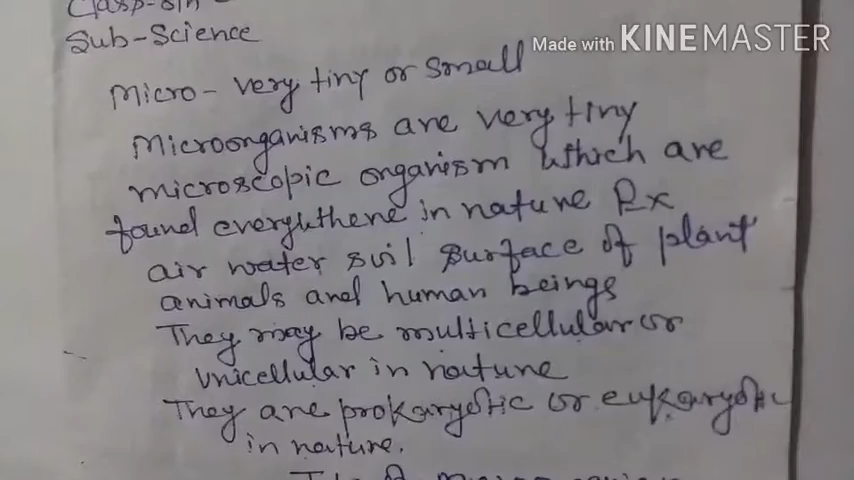 Class-8th
Sub-Science
Made with KINEMASTER
Micro - very tiny or small
Microorganisms are very tiny
microscopic organism which are
found everywhere in nature Ex
air water soil surface of plant
animals and human beings
They may be multicellular or
unicellular in nature
They are prokaryotic or eukaryotic
in nature.